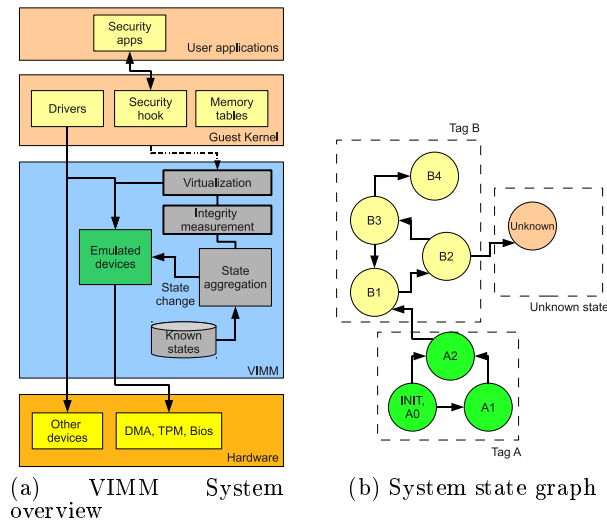 Security
apps
User applications
Drivers
Security
hook
Memory
tables
Guest Kernel
Virtualization
Integrity
measurement
Emulated
devices
State
change
State
aggregation
Known
states
VIMM
Other
devices
DMA, TPM, Bios
Hardware
(a) VIMM System
overview
Tag B
B4
B3
B2
B1
Unknown
Unknown state
A2
INIT,
A0
A1
Tag A
(b) System state graph